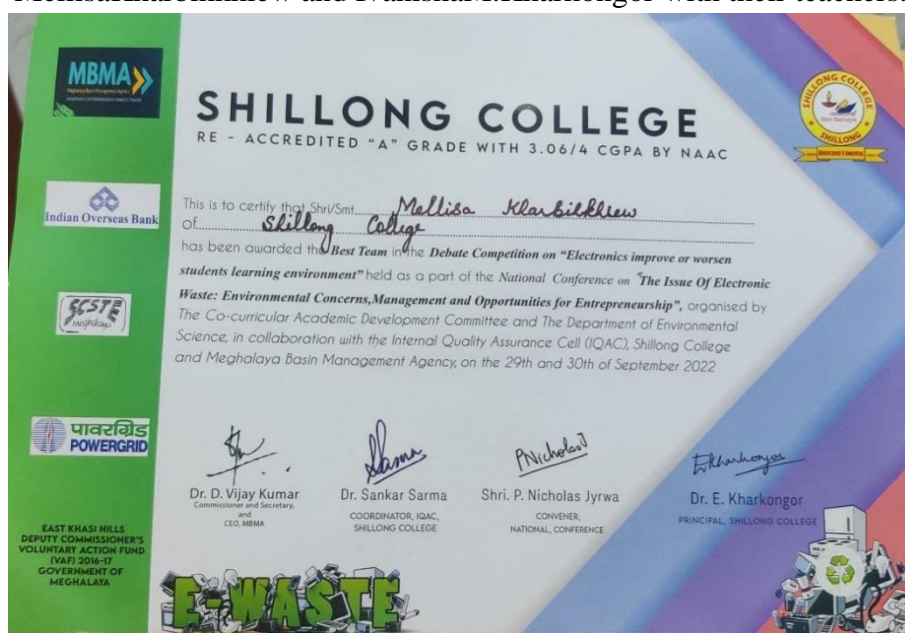 with their teachers.
MBMA
SHILLONG COLLEGE
RE - ACCREDITED "A" GRADE WITH 3.06/4 CGPA BY NAAC
SHILLONG COLLEGE
SHILLONG
Indian Overseas Bank
This is to certify that Shri/Smt. Mellisa Kharbilkhiew
of Shillong College
has been awarded the Best Team in the Debate Competition on "Electronics improve or worsen
students learning environment" held as a part of the National Conference on "The Issue Of Electronic
Waste: Environmental Concerns,Management and Opportunities for Entrepreneurship", organised by
The Co-curricular Academic Development Committee and The Department of Environmental
Science, in collaboration with the Internal Quality Assurance Cell (IQAC), Shillong College
and Meghalaya Basin Management Agency, on the 29th and 30th of September 2022
SCSTE
Meghalaya
पावरग्रिड
POWERGRID
PNicholasJ
EKharkongor
Dr. D. Vijay Kumar
Commissioner and Secretary,
and
CEO, MBMA
Dr. Sankar Sarma
COORDINATOR, IQAC,
SHILLONG COLLEGE
Shri. P. Nicholas Jyrwa
CONVENER,
NATIONAL, CONFERENCE
Dr. E. Kharkongor
PRINCIPAL, SHILLONG COLLEGE
EAST KHASI HILLS
DEPUTY COMMISSIONER'S
VOLUNTARY ACTION FUND
(VAF) 2016-17
GOVERNMENT OF
MEGHALAYA
E-WASTE